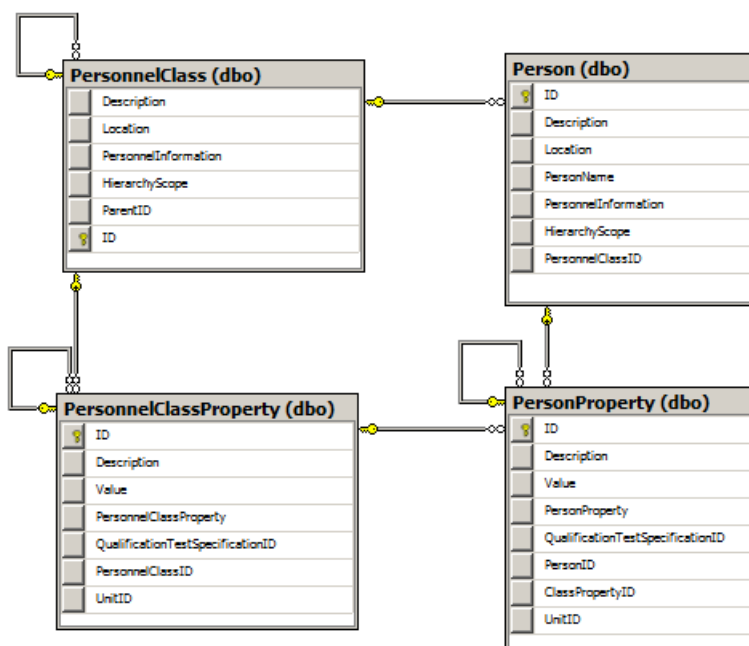 PersonnelClass (dbo)
Description
Location
PersonnelInformation
HierarchyScope
ParentID
ID
Person (dbo)
ID
Description
Location
PersonName
PersonnelInformation
HierarchyScope
PersonnelClassID
PersonnelClassProperty (dbo)
ID
Description
Value
PersonnelClassProperty
QualificationTestSpecificationID
PersonnelClassID
UnitID
PersonProperty (dbo)
ID
Description
Value
PersonProperty
QualificationTestSpecificationID
PersonID
ClassPropertyID
UnitID